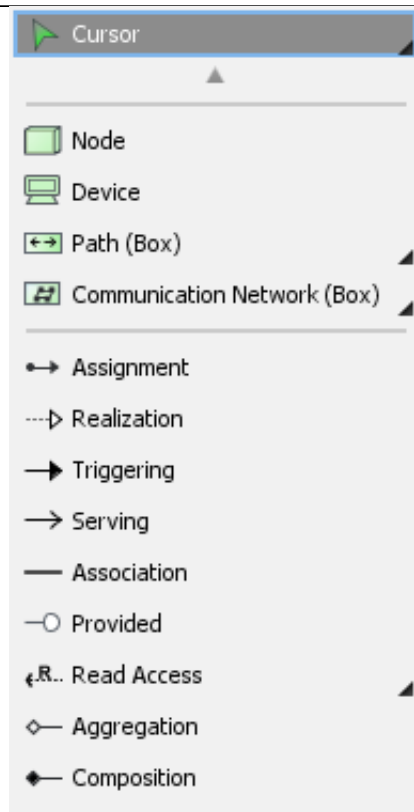 Cursor
Node
Device
Path (Box)
Communication Network (Box)
Assignment
Realization
Triggering
Serving
Association
Provided
R.. Read Access
Aggregation
Composition